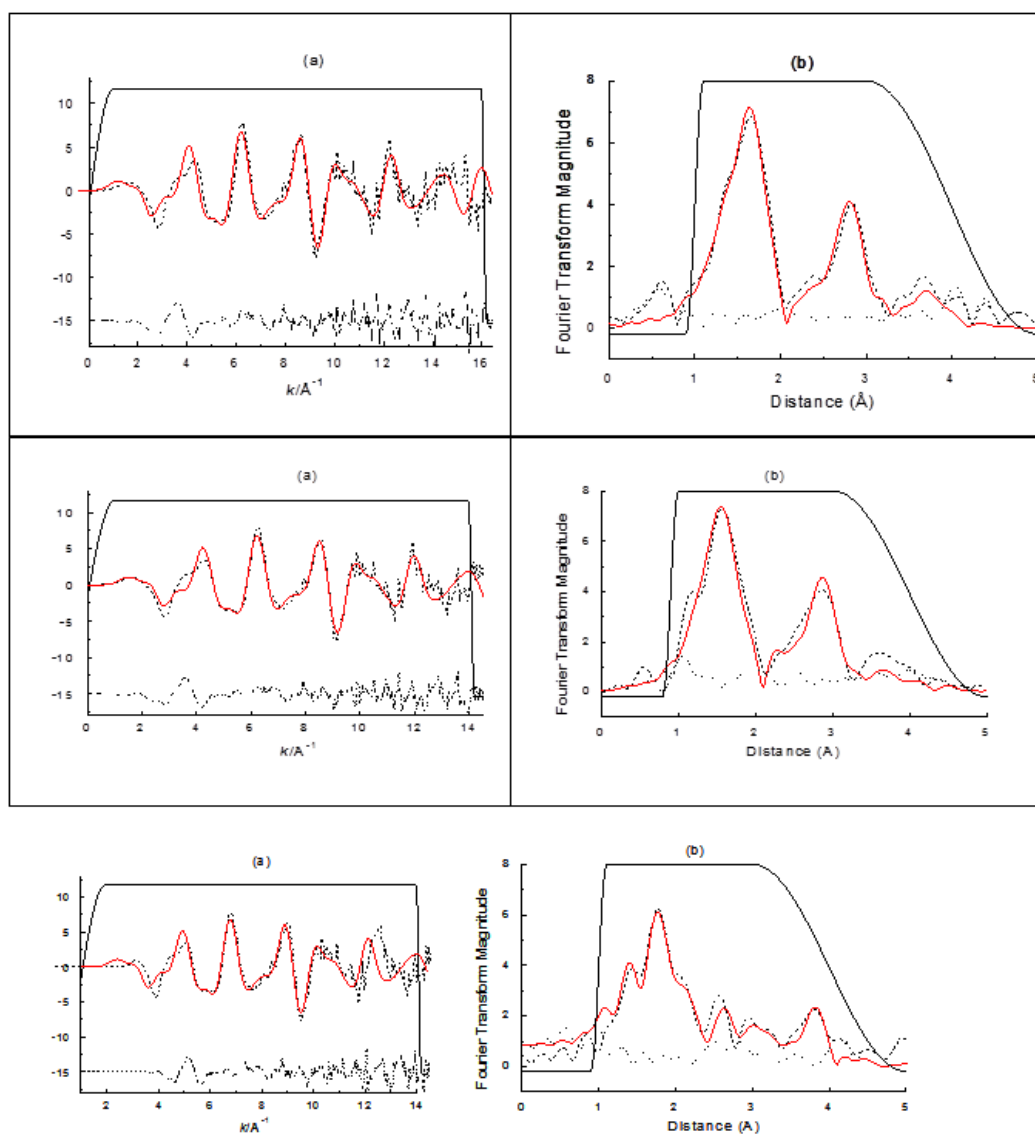 (a)
10
5
0
-5
-10
-15
0 2 4 6 8 10 12 14 16
k/Å⁻¹
(b)
Fourier Transform Magnitude
8
6
4
2
0
0 1 2 3 4 5
Distance (Å)
(a)
10
5
0
-5
-10
-15
0 2 4 6 8 10 12 14
k/A⁻¹
(b)
Fourier Transform Magnitude
8
6
4
2
0
0 1 2 3 4 5
Distance (A)
(a)
10
5
0
-5
-10
-15
2 4 6 8 10 12 14
k/A⁻¹
(b)
Fourier Transform Magnitude
8
6
4
2
0
0 1 2 3 4 5
Distance (A)